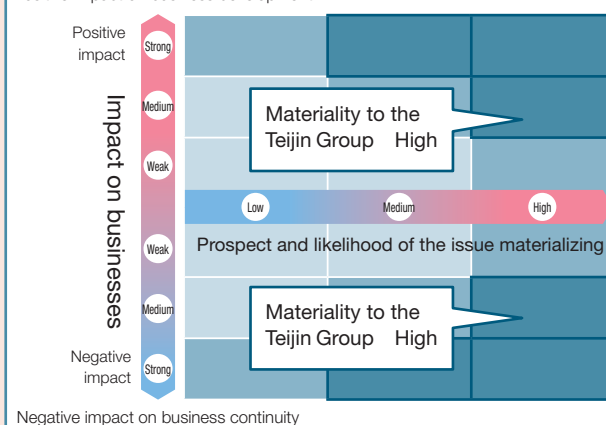 Positive
impact
Strong
Medium
Weak
Impact on businesses
Materiality to the
Teijin Group High
Low
Medium
High
Prospect and likelihood of the issue materializing
Weak
Medium
Strong
Materiality to the
Teijin Group High
Negative
impact
Negative impact on business continuity